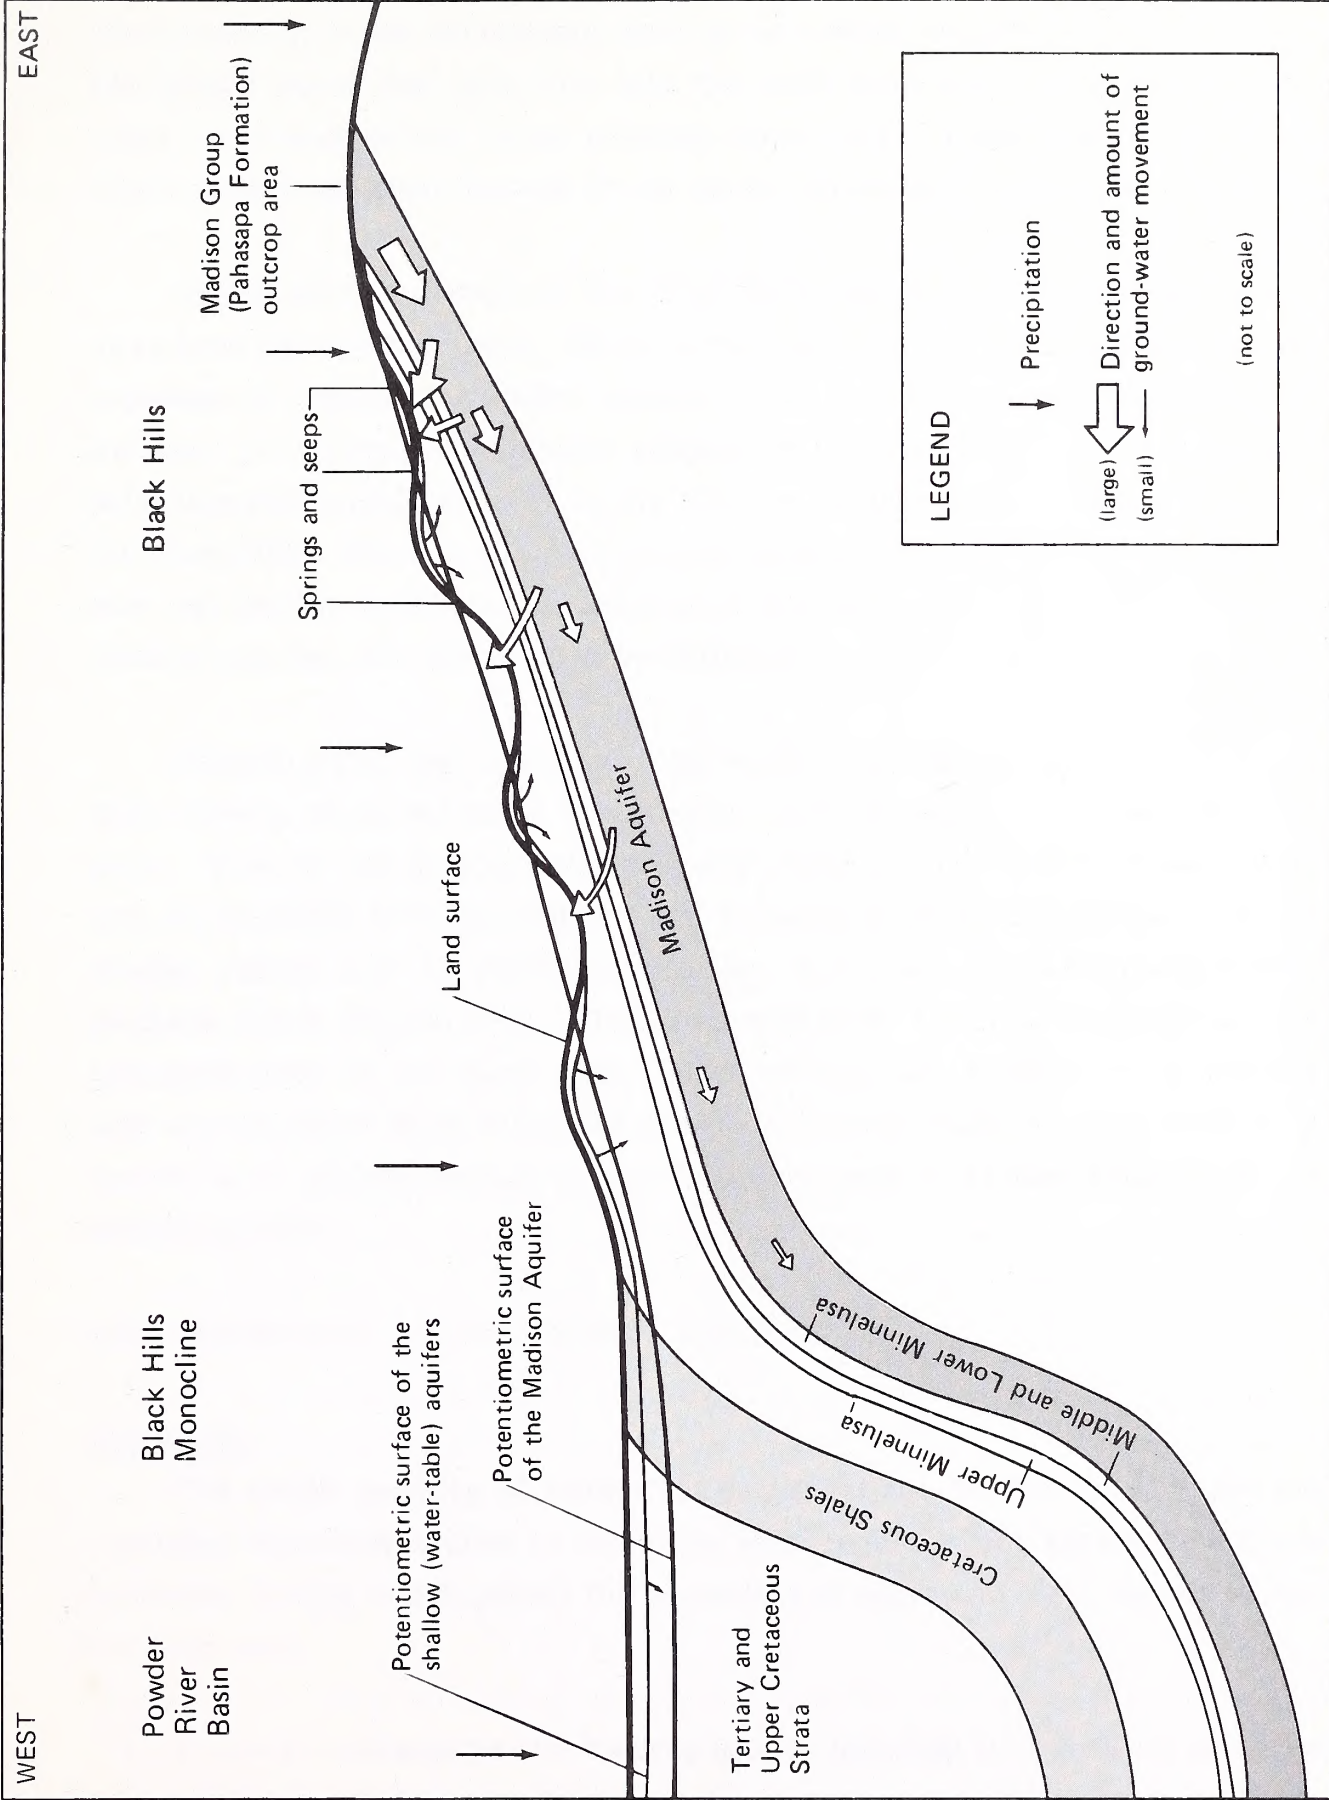 WEST
EAST
Powder
River
Basin
Black Hills
Monocline
Black Hills
Madison Group
(Pahasapa Formation)
outcrop area
Springs and seeps
Land surface
Potentiometric surface of the
shallow (water-table) aquifers
Potentiometric surface
of the Madison Aquifer
Tertiary and
Upper Cretaceous
Strata
Cretaceous Shales
Upper Minnelusa
Middle and Lower Minnelusa
Madison Aquifer
LEGEND
Precipitation
(large)
(small)
Direction and amount of
ground-water movement
(not to scale)